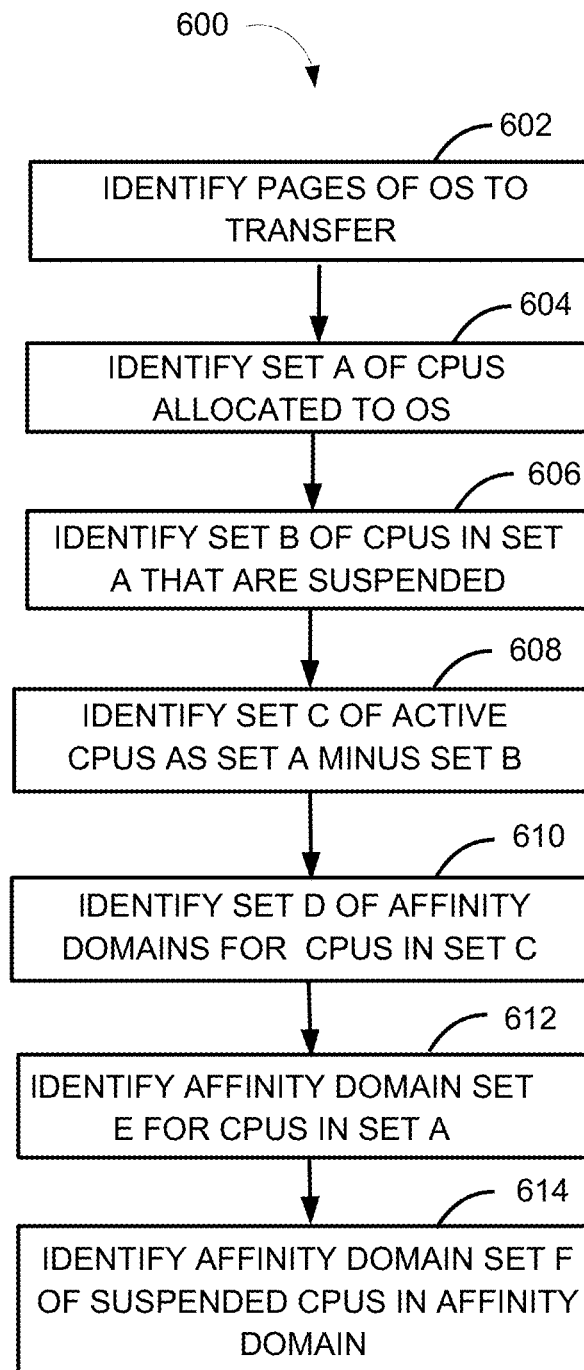 600
602
IDENTIFY PAGES OF OS TO
TRANSFER
604
IDENTIFY SET A OF CPUS
ALLOCATED TO OS
606
IDENTIFY SET B OF CPUS IN SET
A THAT ARE SUSPENDED
608
IDENTIFY SET C OF ACTIVE
CPUS AS SET A MINUS SET B
610
IDENTIFY SET D OF AFFINITY
DOMAINS FOR CPUS IN SET C
612
IDENTIFY AFFINITY DOMAIN SET
E FOR CPUS IN SET A
614
IDENTIFY AFFINITY DOMAIN SET F
OF SUSPENDED CPUS IN AFFINITY
DOMAIN